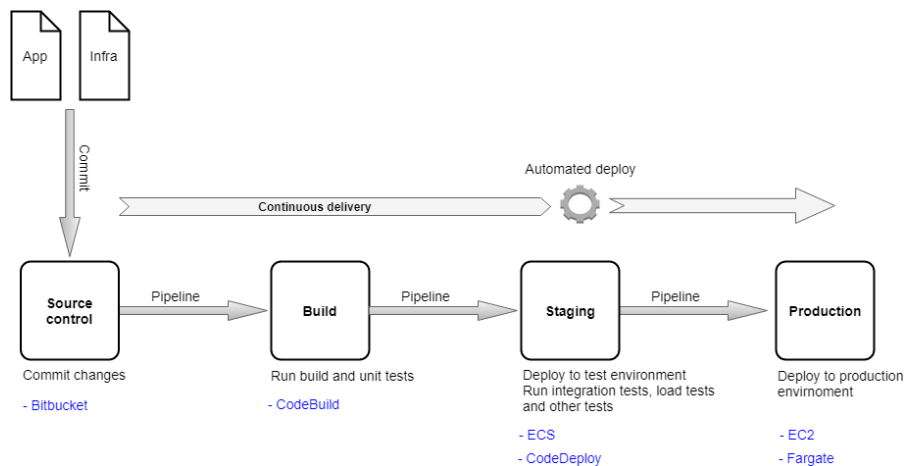 App
Infra
Commit
Automated deploy
Continuous delivery
Source
control
Pipeline
Build
Pipeline
Staging
Pipeline
Production
Commit changes
- Bitbucket
Run build and unit tests
- CodeBuild
Deploy to test environment
Run integration tests, load tests
and other tests
- ECS
- CodeDeploy
Deploy to production
envirnoment
- EC2
- Fargate